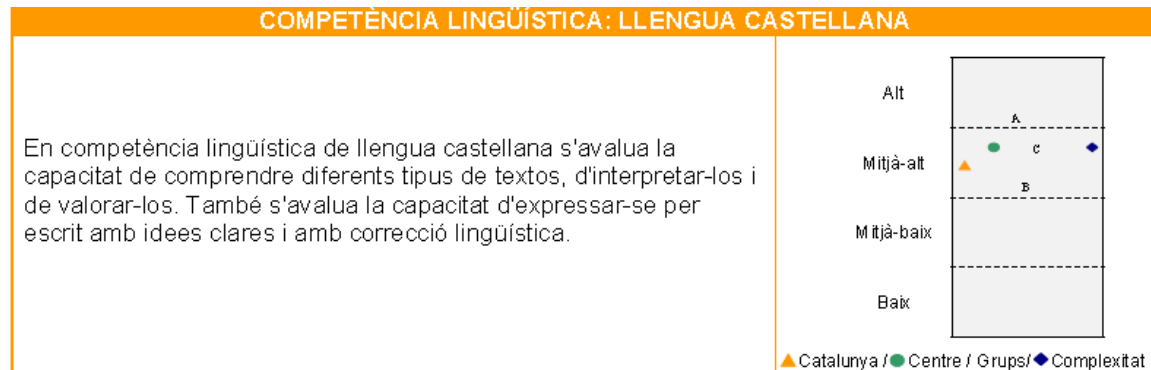 COMPETÈNCIA LINGÜÍSTICA: LLENGUA CASTELLANA
En competència lingüística de llengua castellana s'avalua la
capacitat de comprendre diferents tipus de textos, d'interpretar-los i
de valorar-los. També s'avalua la capacitat d'expressar-se per
escrit amb idees clares i amb correcció lingüística.
Alt
A
Mitjà-alt
C
B
Mitjà-baix
Baix
Catalunya / Centre / Grups/ Complexitat